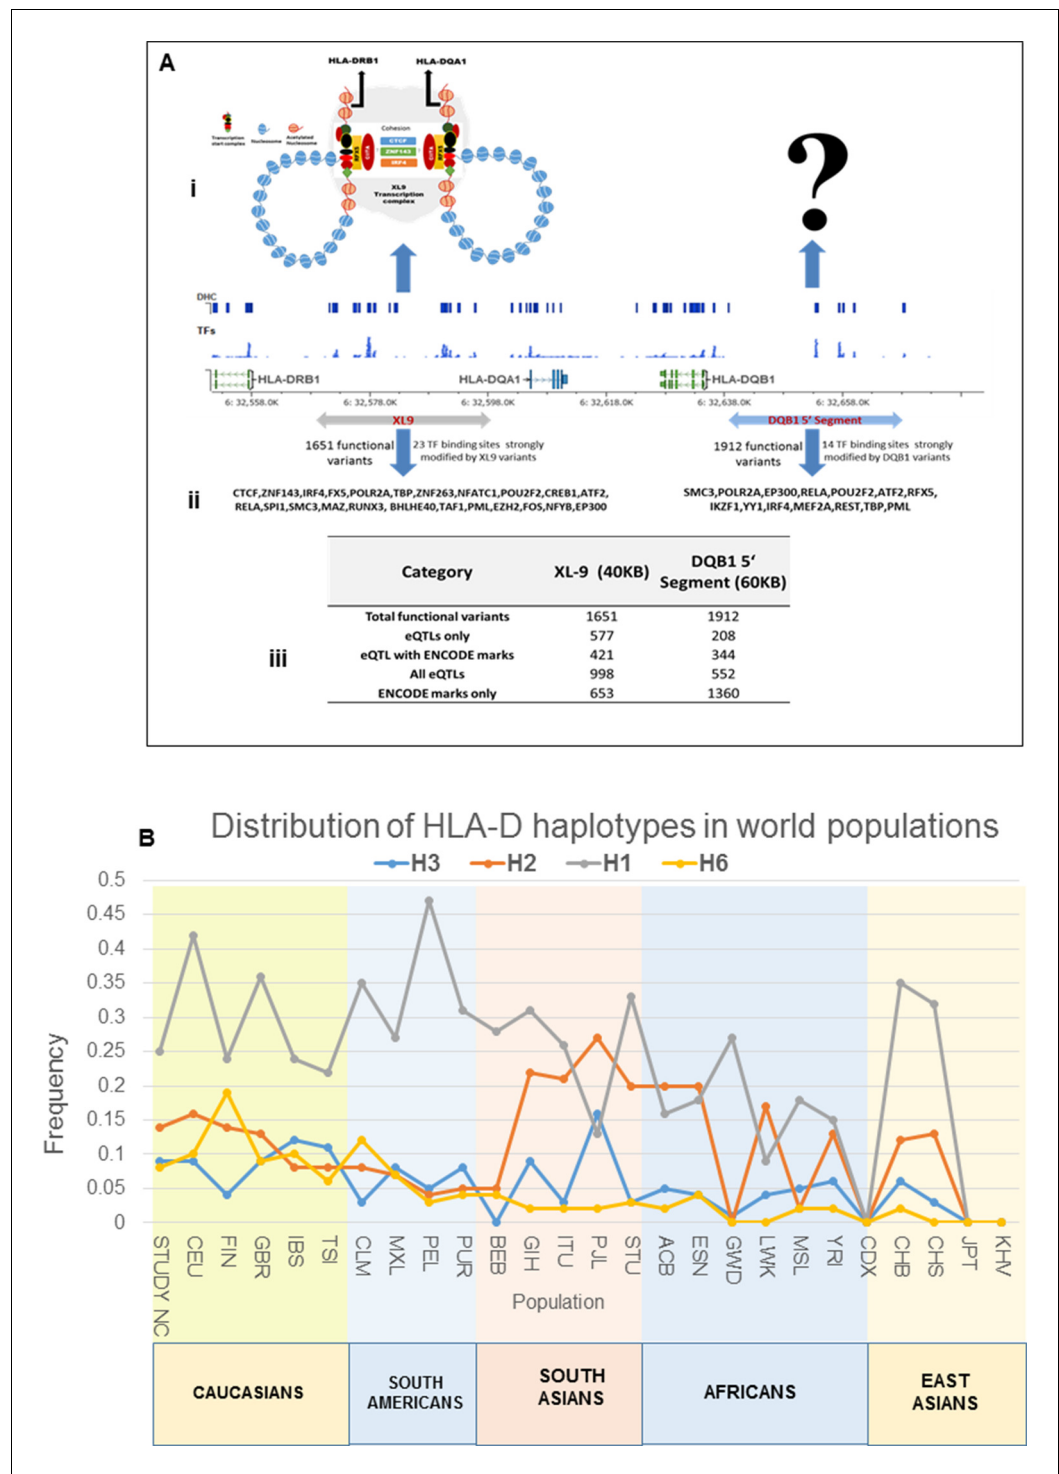 A
HLA-DRB1 HLA-DQA1
Transcription start complex
Nucleosome
Acetylated Nucleosome
Cohesion
CTCF
ZNF143
IRF4
RFX5 CIITA CIITA RFX5
XL9
Transcription
complex
i
?
DHC
TFs
HLA-DRB1 HLA-DQA1 HLA-DQB1
6: 32,558.0K 6: 32,578.0K 6: 32,598.0K 6: 32,618.0K 6: 32,638.0K 6: 32,658.0K
XL9 DQB1 5' Segment
1651 functional variants
23 TF binding sites strongly modified by XL9 variants
1912 functional variants
14 TF binding sites strongly modified by DQB1 variants
ii
CTCF,ZNF143,IRF4,FX5,POLR2A,TBP,ZNF263,NFATC1,POU2F2,CREB1,ATF2,
RELA,SPI1,SMC3,MAZ,RUNX3, BHLHE40,TAF1,PML,EZH2,FOS,NFYB,EP300
SMC3,POLR2A,EP300,RELA,POU2F2,ATF2,RFX5,
IKZF1,YY1,IRF4,MEF2A,REST,TBP,PML
iii
Category XL-9 (40KB) DQB1 5' Segment (60KB)
Total functional variants 1651 1912
eQTLs only 577 208
eQTL with ENCODE marks 421 344
All eQTLs 998 552
ENCODE marks only 653 1360
B
Distribution of HLA-D haplotypes in world populations
H3 H2 H1 H6
Frequency
0.5
0.45
0.4
0.35
0.3
0.25
0.2
0.15
0.1
0.05
0
STUDY NC CEU FIN GBR IBS TSI CLM MXL PEL PUR BEB GIH ITU PJL STU ACB ESN GWD LWK MSL YRI CDX CHB CHS JPT KHV
Population
CAUCASIANS
SOUTH
AMERICANS
SOUTH
ASIANS
AFRICANS
EAST
ASIANS